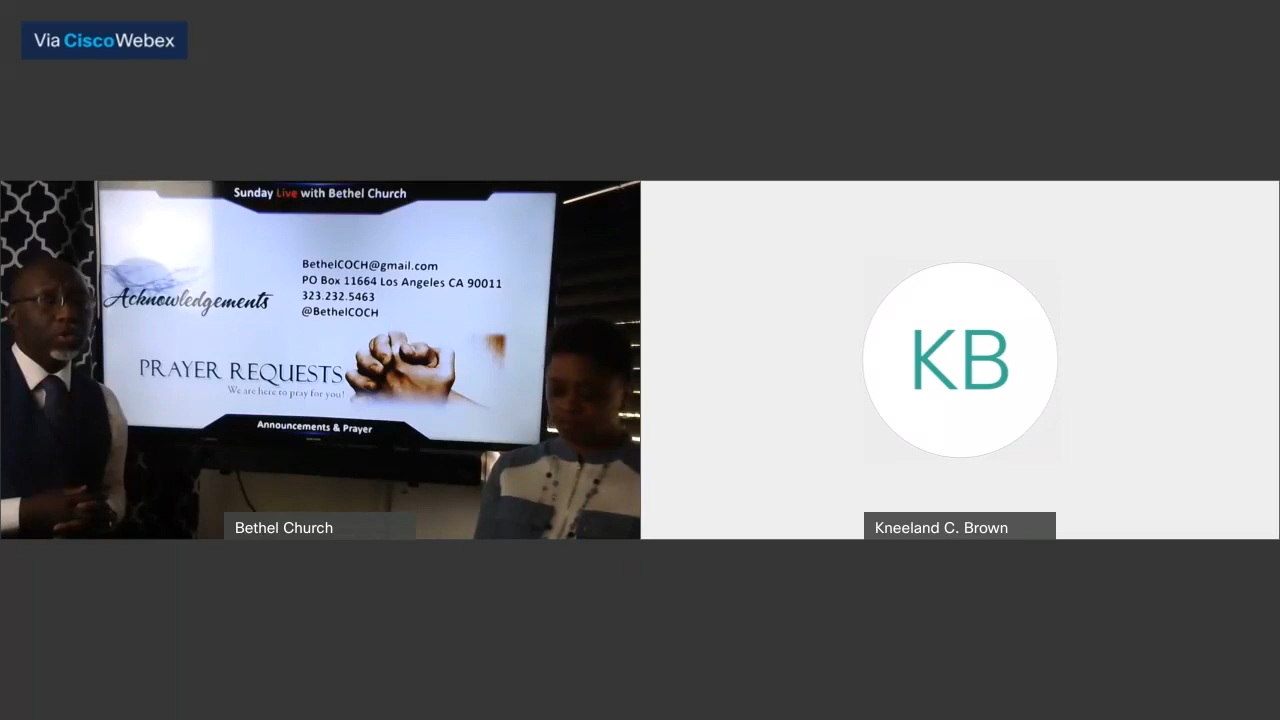 Via CiscoWebex
Sunday Live with Bethel Church
BethelCOCH@gmail.com
PO Box 11664 Los Angeles CA 90011
323.232.5463
@BethelCOCH
Acknowledgements
PRAYER REQUESTS
We are here to pray for you!
Announcements & Prayer
Bethel Church
KB
Kneeland C. Brown